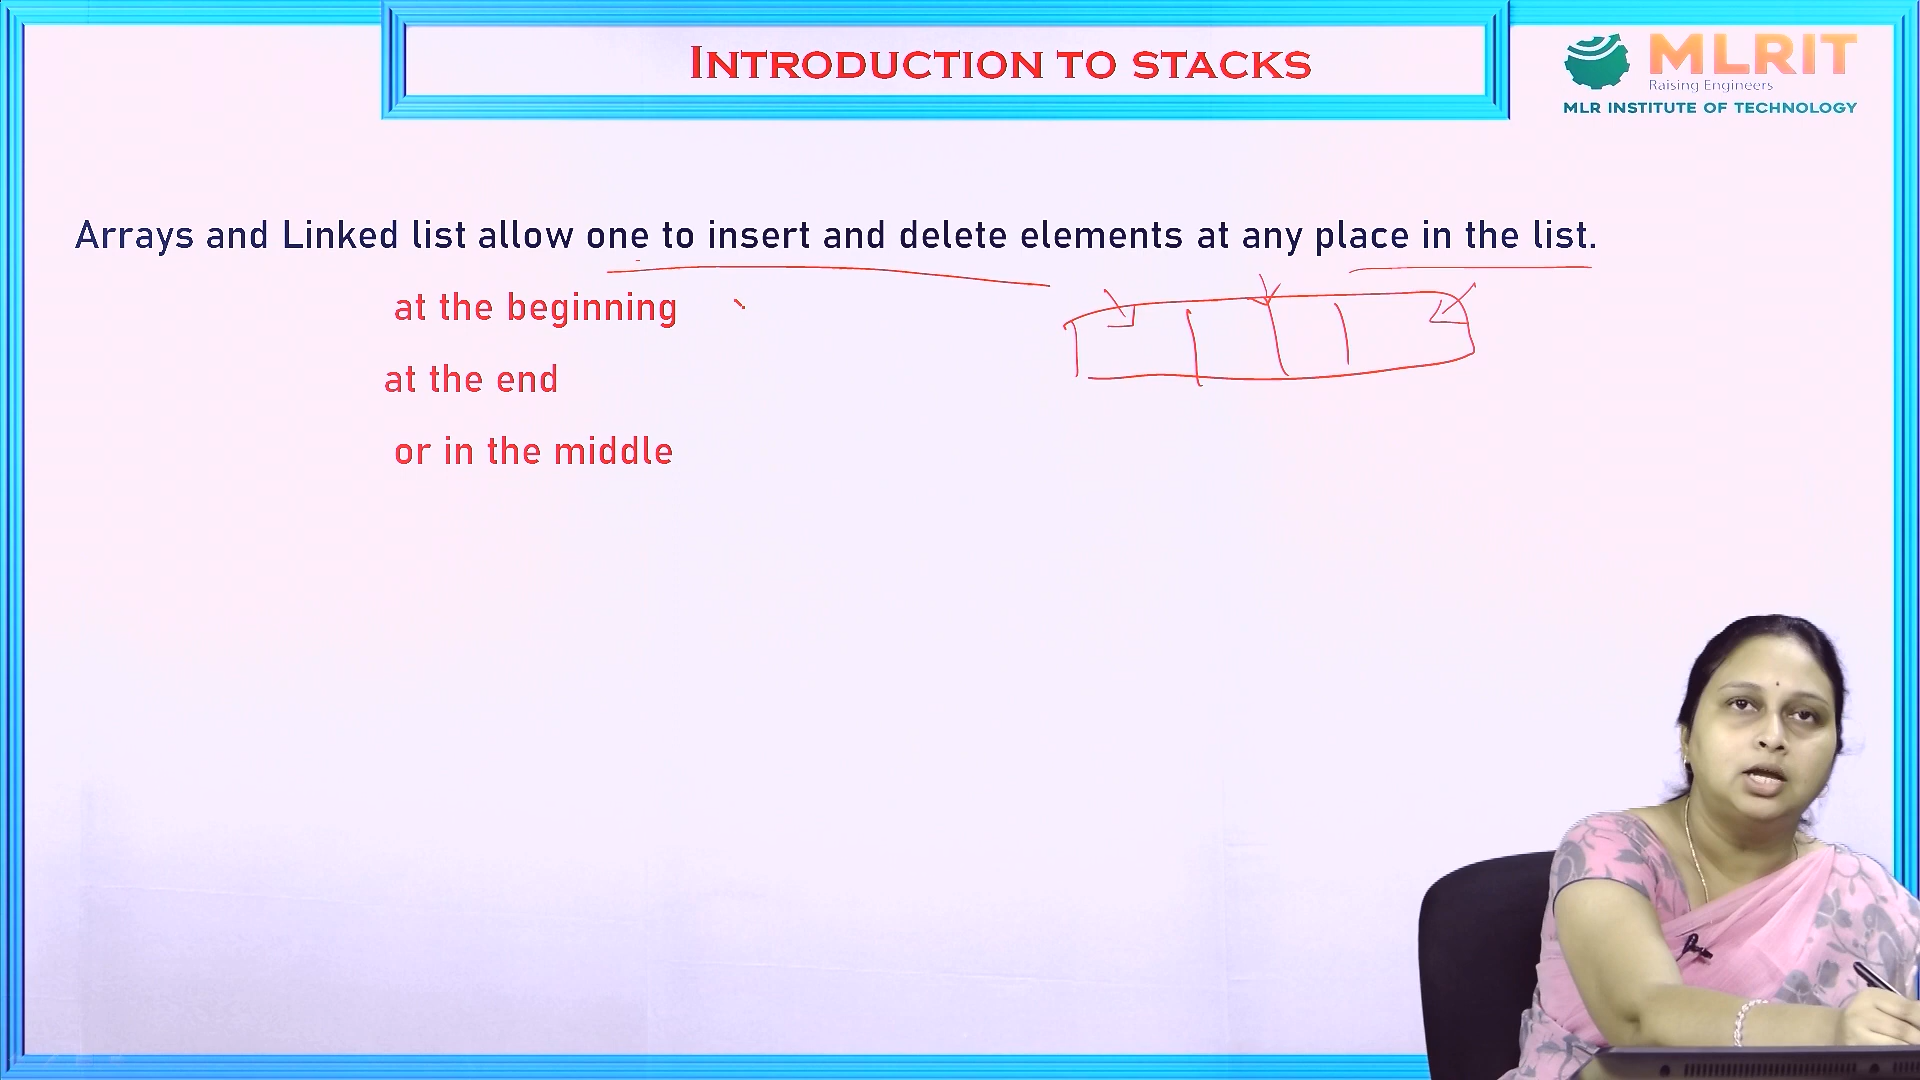 INTRODUCTION TO STACKS
MLRIT
Raising Engineers
MLR INSTITUTE OF TECHNOLOGY
Arrays and Linked list allow one to insert and delete elements at any place in the list.
at the beginning
at the end
or in the middle